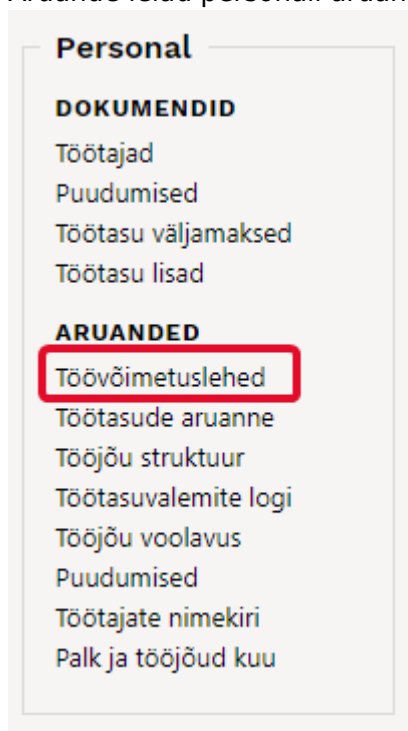 Personal
DOKUMENDID
Töötajad
Puudumised
Töötasu väljamaksed
Töötasu lisad
ARUANDED
Töövõimetuslehed
Töötasude aruanne
Tööjõu struktuur
Töötasuvalemite logi
Tööjõu voolavus
Puudumised
Töötajate nimekiri
Palk ja tööjõud kuu